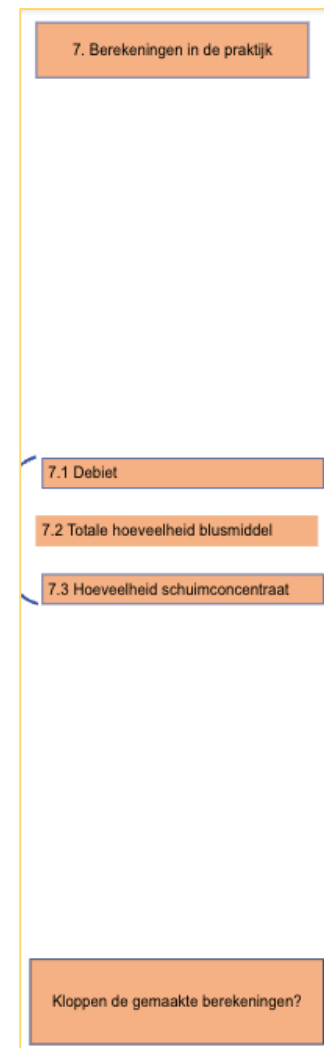 7. Berekeningen in de praktijk
7.1 Debiet
7.2 Totale hoeveelheid blusmiddel
7.3 Hoeveelheid schuimconcentraat
Kloppen de gemaakte berekeningen?